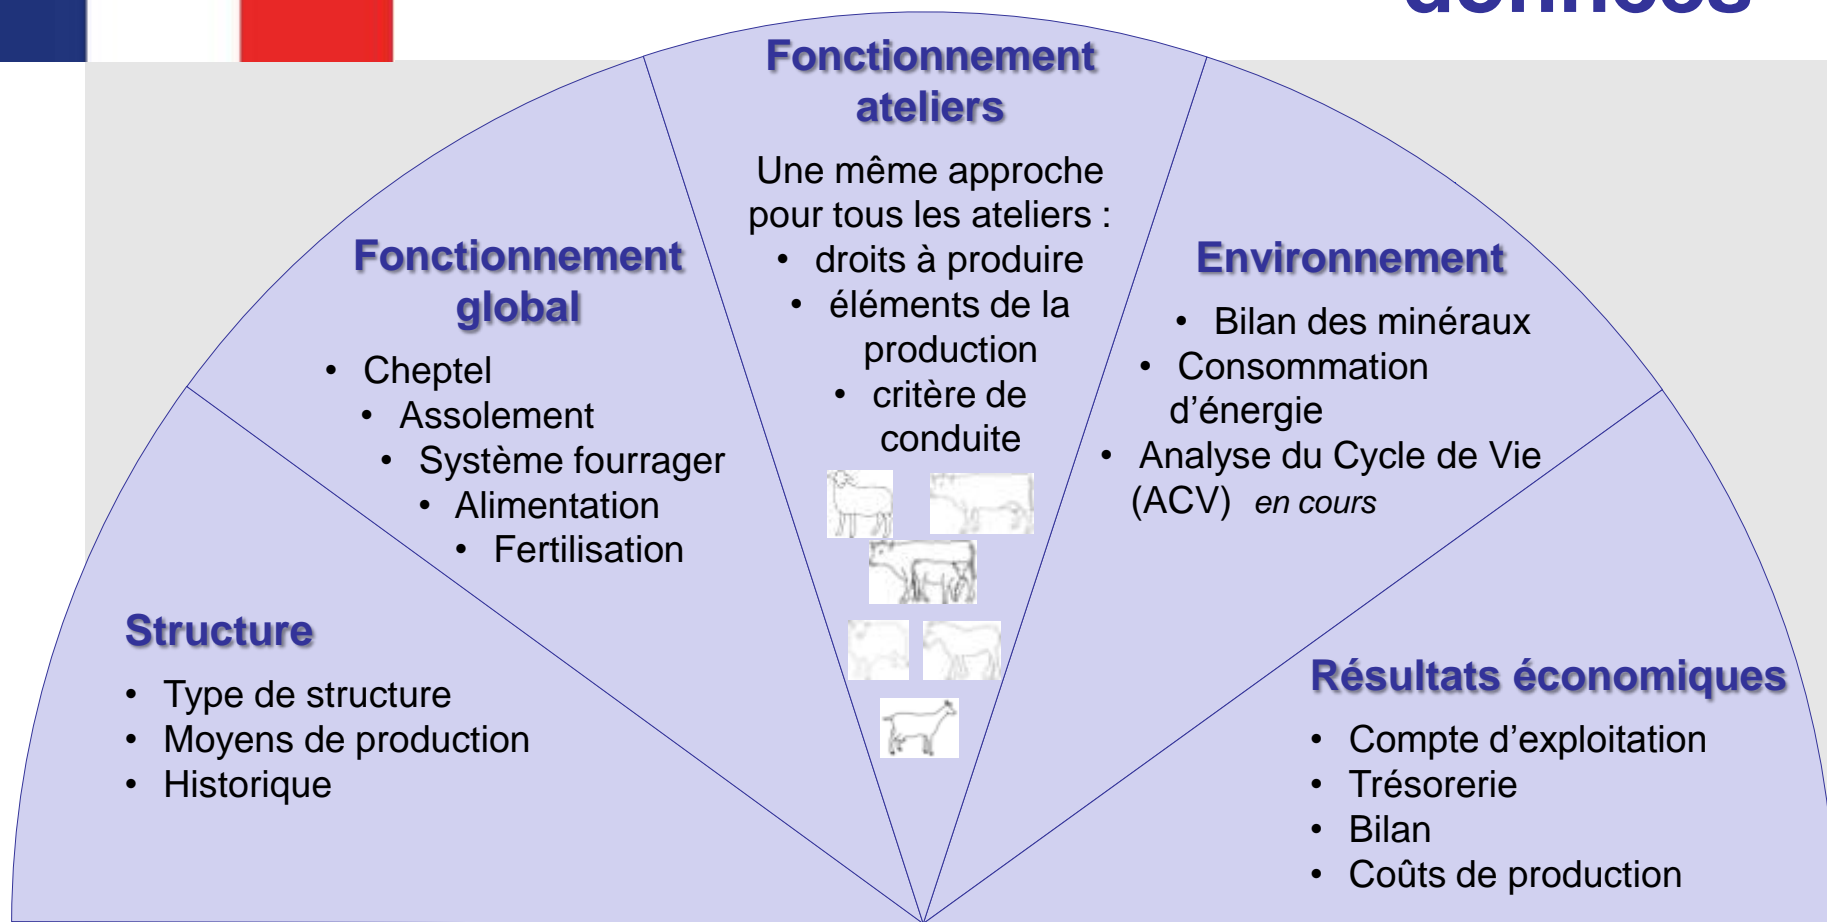 données
Fonctionnement
ateliers
Une même approche
pour tous les ateliers :
• droits à produire
• éléments de la
production
• critère de
conduite
Fonctionnement
global
• Cheptel
• Assolement
• Système fourrager
• Alimentation
• Fertilisation
Environnement
• Bilan des minéraux
• Consommation
d’énergie
• Analyse du Cycle de Vie
(ACV) en cours
Structure
• Type de structure
• Moyens de production
• Historique
Résultats économiques
• Compte d’exploitation
• Trésorerie
• Bilan
• Coûts de production